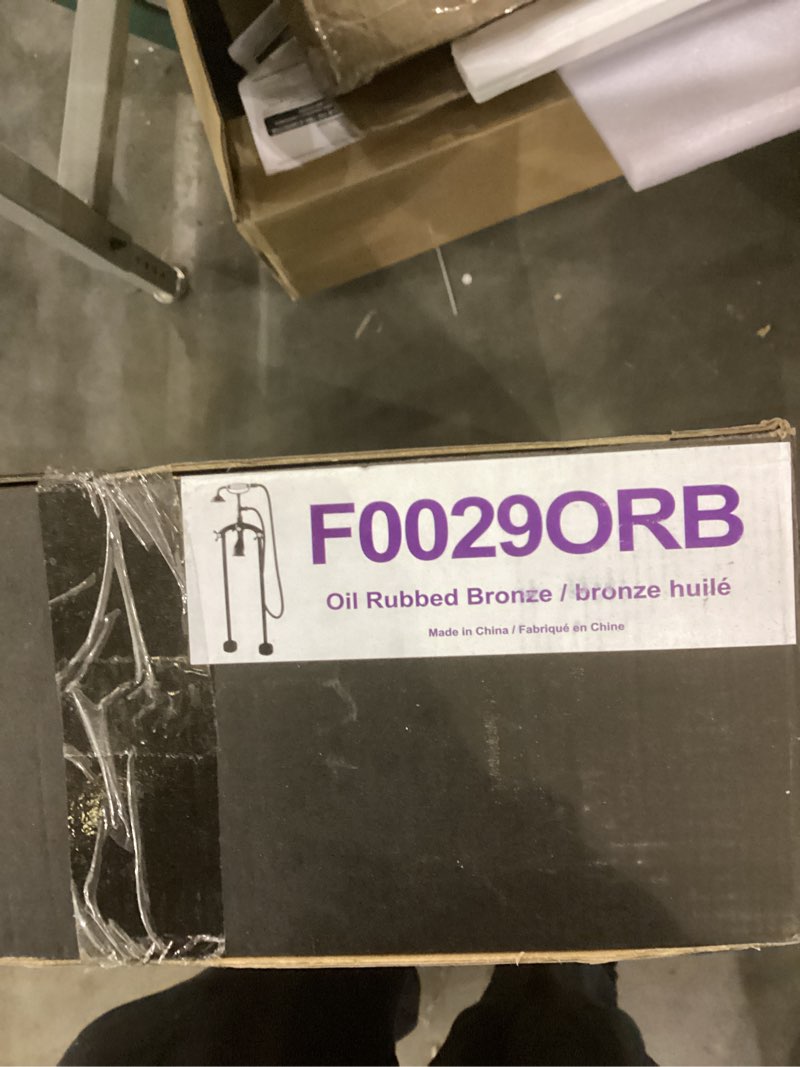 F0029ORB
Oil Rubbed Bronze / bronze huilé
Made in China / Fabriqué en Chine